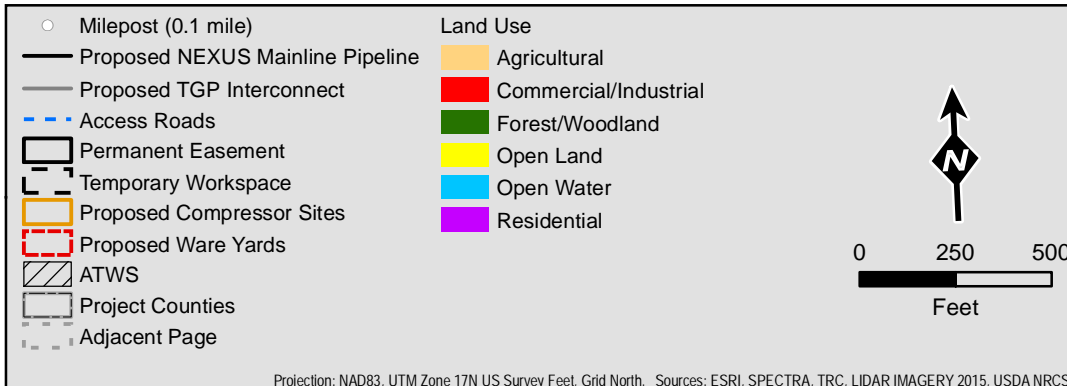 Milepost (0.1 mile)
Proposed NEXUS Mainline Pipeline
Proposed TGP Interconnect
Access Roads
Permanent Easement
Temporary Workspace
Proposed Compressor Sites
Proposed Ware Yards
ATWS
Project Counties
Adjacent Page
Land Use
Agricultural
Commercial/Industrial
Forest/Woodland
Open Land
Open Water
Residential
N
0 250 500
Feet
Projection: NAD83, UTM Zone 17N US Survey Feet, Grid North, Sources: ESRI, SPECTRA, TRC, LIDAR IMAGERY 2015, USDA NRCS